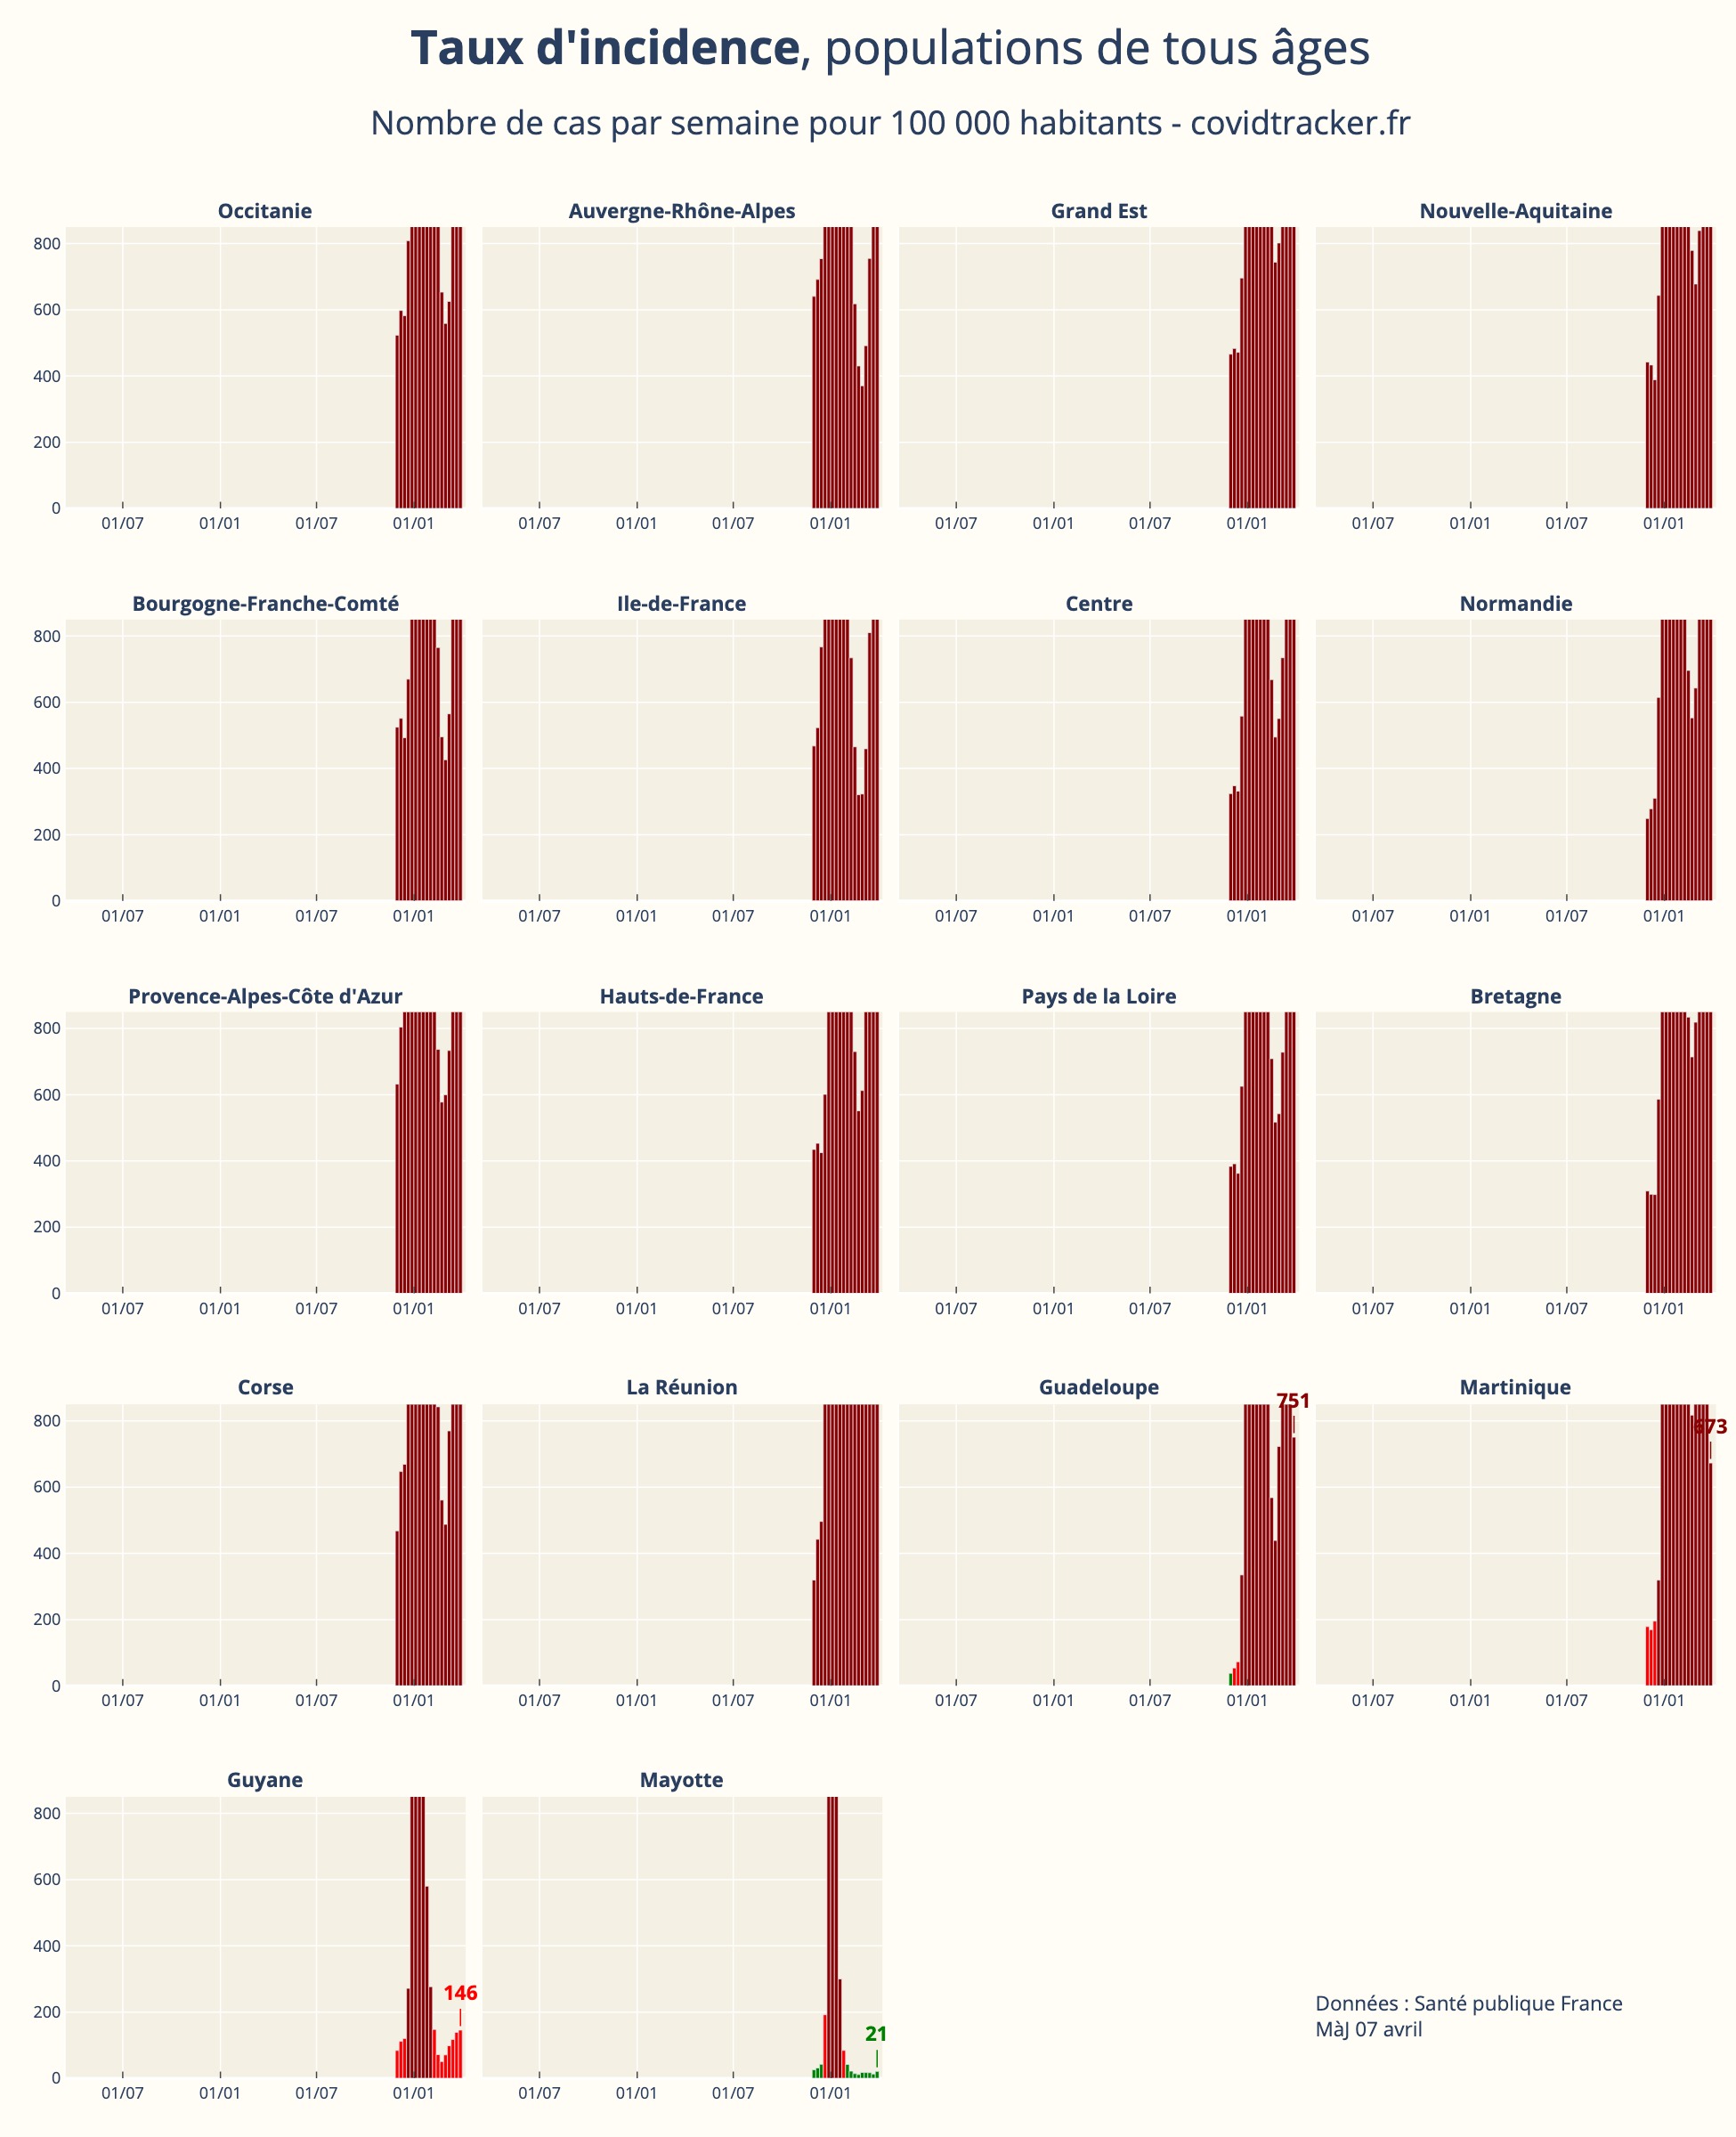 Taux d'incidence, populations de tous âges
Nombre de cas par semaine pour 100 000 habitants - covidtracker.fr
Occitanie
Auvergne-Rhône-Alpes
Grand Est
Nouvelle-Aquitaine
800
600
400
200
0
01/07 01/01 01/07 01/01
01/07 01/01 01/07 01/01
01/07 01/01 01/07 01/01
01/07 01/01 01/07 01/01
Bourgogne-Franche-Comté
Ile-de-France
Centre
Normandie
800
600
400
200
0
01/07 01/01 01/07 01/01
01/07 01/01 01/07 01/01
01/07 01/01 01/07 01/01
01/07 01/01 01/07 01/01
Provence-Alpes-Côte d'Azur
Hauts-de-France
Pays de la Loire
Bretagne
800
600
400
200
0
01/07 01/01 01/07 01/01
01/07 01/01 01/07 01/01
01/07 01/01 01/07 01/01
01/07 01/01 01/07 01/01
Corse
La Réunion
Guadeloupe
Martinique
751
673
800
600
400
200
0
01/07 01/01 01/07 01/01
01/07 01/01 01/07 01/01
01/07 01/01 01/07 01/01
01/07 01/01 01/07 01/01
Guyane
Mayotte
800
600
400
200
0
146
21
01/07 01/01 01/07 01/01
01/07 01/01 01/07 01/01
Données : Santé publique France
MàJ 07 avril